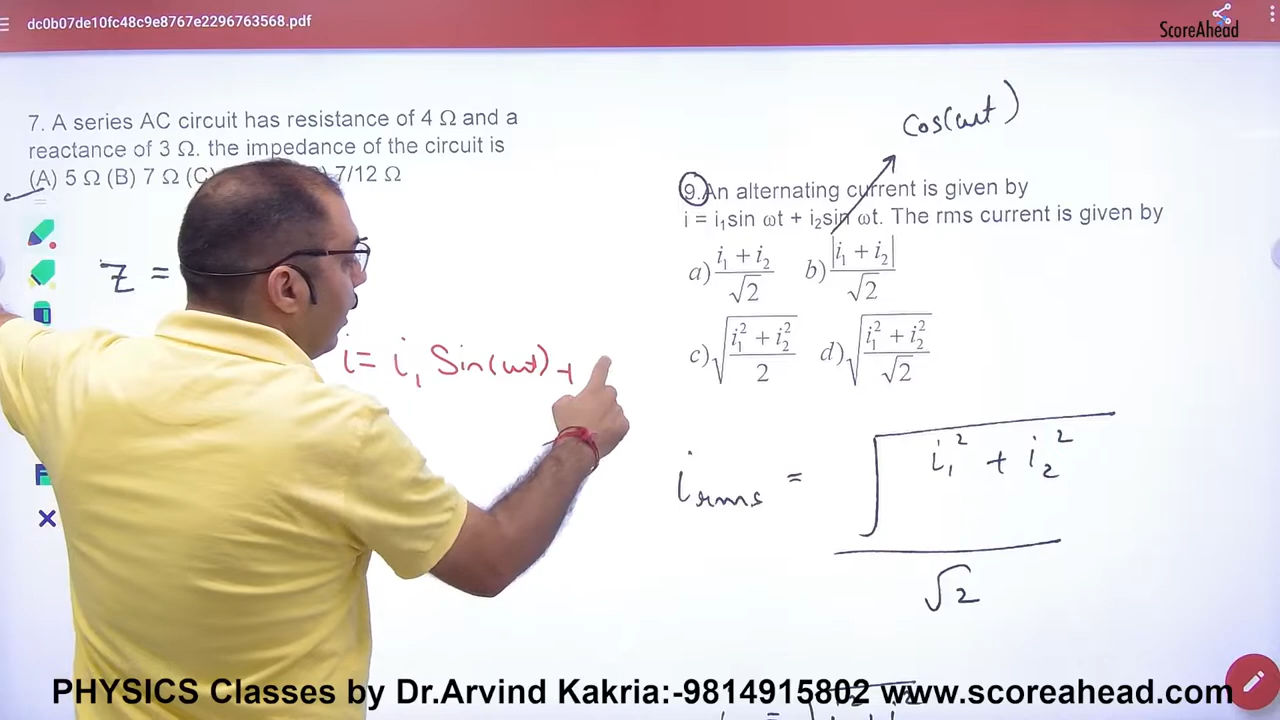 dc0b07de10fc48c9e8767e2296763568.pdf
ScoreAhead
7. A series AC circuit has resistance of 4 Ω and a
reactance of 3 Ω. the impedance of the circuit is
(A) 5 Ω (B) 7 Ω (C) 7/12 Ω
Z =
i = i₁ Sin(ωt) +
cos(ωt)
9. An alternating current is given by
i = i₁sin ωt + i₂sin ωt. The rms current is given by
a) (i₁ + i₂)/√2 b) |i₁ + i₂|/√2
c) √((i₁² + i₂²)/2) d) √((i₁² + i₂²)/√2)
i rms = √(i₁² + i₂²)/√2
PHYSICS Classes by Dr.Arvind Kakria:-9814915802 www.scoreahead.com